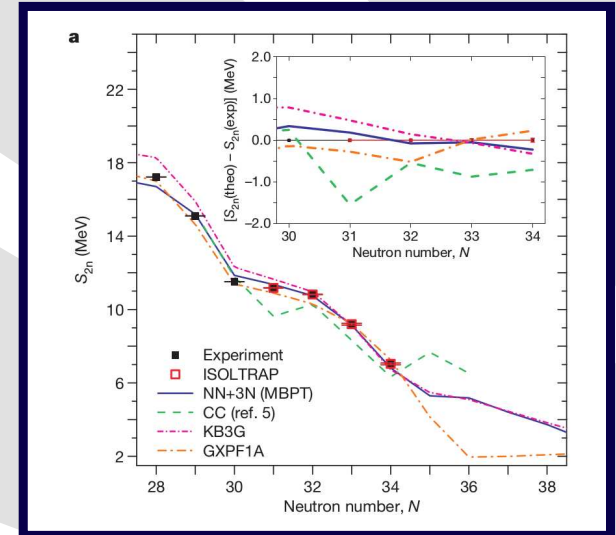 a
2.0
1.0
0.0
–1.0
–2.0
[S2n(theo) – S2n(exp)] (MeV)
30 31 32 33 34
Neutron number, N
22
18
14
10
6
2
S2n (MeV)
Experiment
ISOLTRAP
NN+3N (MBPT)
CC (ref. 5)
KB3G
GXPF1A
28 30 32 34 36 38
Neutron number, N